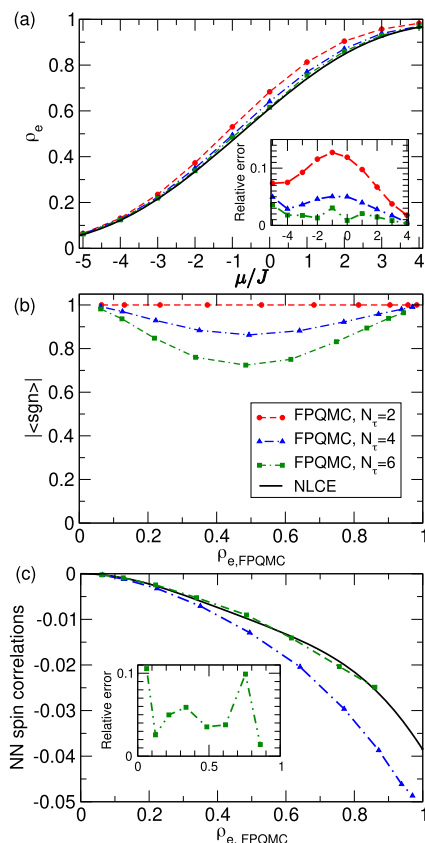 (a)
1
0.8
0.6
0.4
0.2
0
ρe
Relative error
0.1
0
-4 -2 0 2 4
-5 -4 -3 -2 -1 0 1 2 3 4
μ/J
(b)
1
0.8
0.6
0.4
0.2
0
|<sgn>|
FPQMC, Nτ=2
FPQMC, Nτ=4
FPQMC, Nτ=6
NLCE
0 0.2 0.4 0.6 0.8 1
ρe,FPQMC
(c)
0
-0.01
-0.02
-0.03
-0.04
-0.05
NN spin correlations
Relative error
0.1
0
0 0.5 1
0 0.2 0.4 0.6 0.8 1
ρe, FPQMC